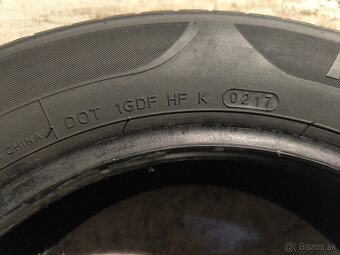 CHINA
DOT 1GDF HF K 0217
Bazos.sk